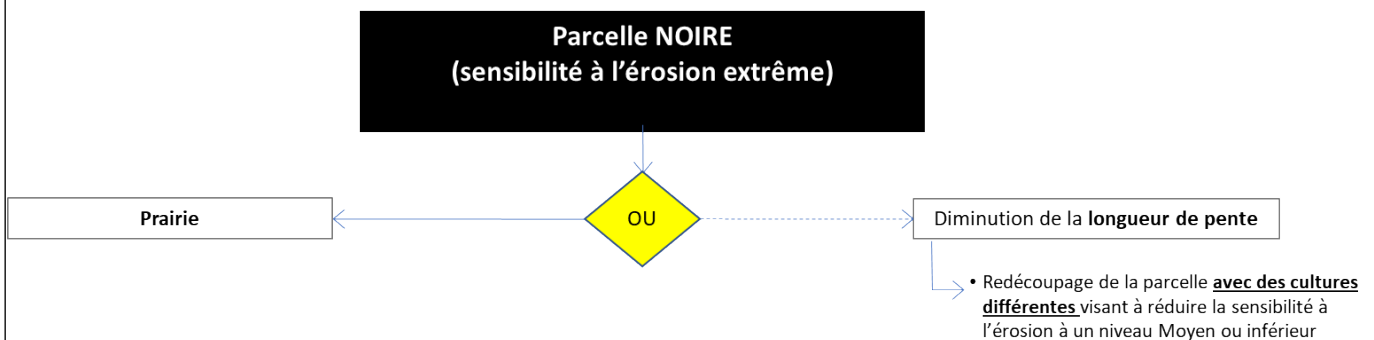 Parcelle NOIRE
(sensibilité à l’érosion extrême)
Prairie
OU
Diminution de la longueur de pente
• Redécoupage de la parcelle avec des cultures
différentes visant à réduire la sensibilité à
l’érosion à un niveau Moyen ou inférieur